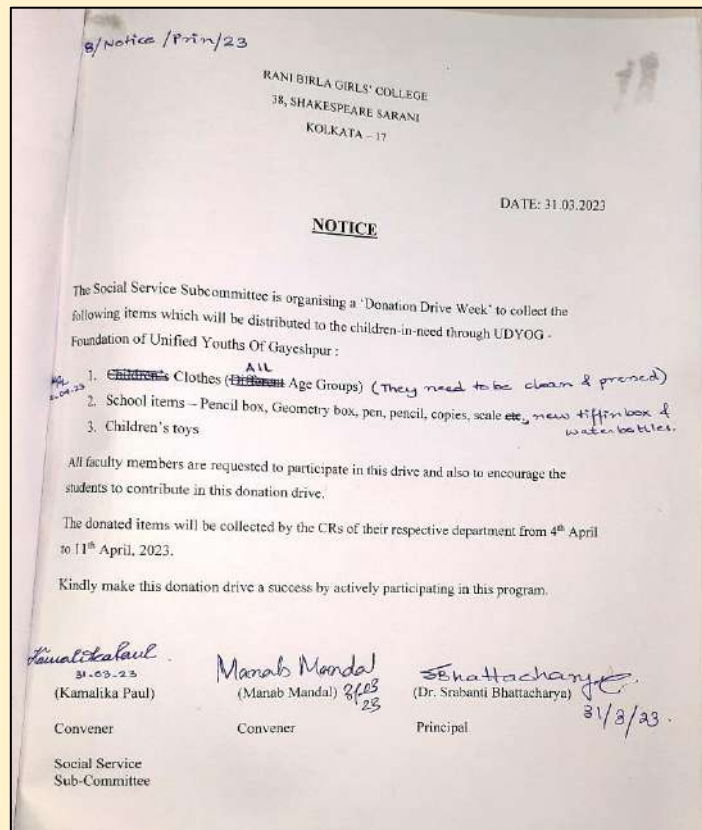 8/Notice/Prin/23
RANI BIRLA GIRLS' COLLEGE
38, SHAKESPEARE SARANI
KOLKATA – 17
DATE: 31.03.2023
NOTICE
The Social Service Subcommittee is organising a 'Donation Drive Week' to collect the
following items which will be distributed to the children-in-need through UDYOG -
Foundation of Unified Youths Of Gayeshpur :
1. Children's Clothes (Different All Age Groups) (They need to be clean & pressed)
2. School items – Pencil box, Geometry box, pen, pencil, copies, scale etc., new tiffin box &
water bottles.
3. Children's toys
All faculty members are requested to participate in this drive and also to encourage the
students to contribute in this donation drive.
The donated items will be collected by the CRs of their respective department from 4th April
to 11th April, 2023.
Kindly make this donation drive a success by actively participating in this program.
Kamalika Paul Manab Mandal SBhattacharya
31-03-23 31/03/23 31/3/23.
(Kamalika Paul) (Manab Mandal) (Dr. Srabanti Bhattacharya)
Convener Convener Principal
Social Service
Sub-Committee